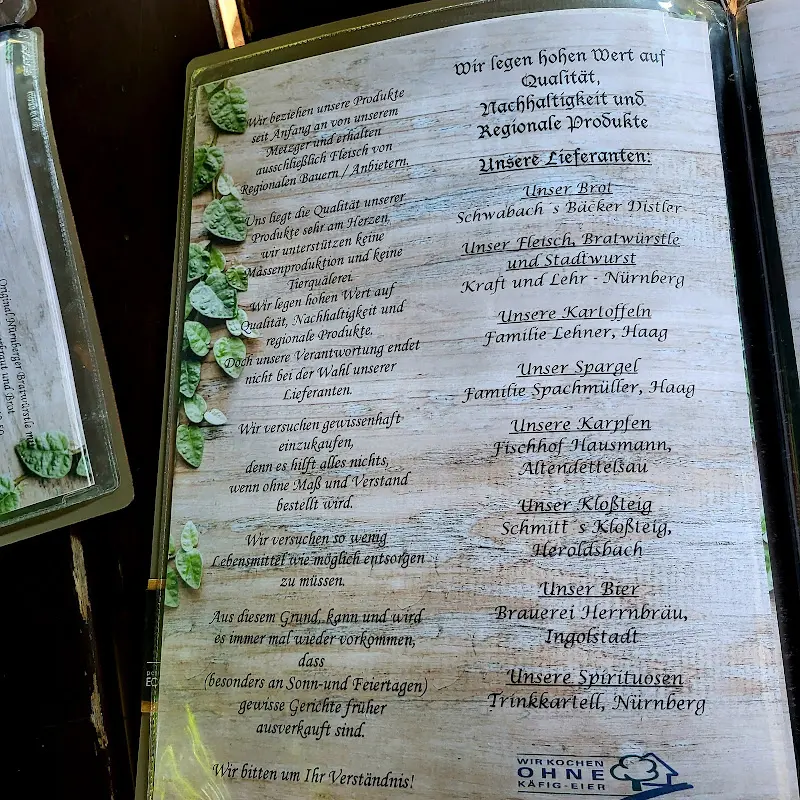 Original Nürnberger Bratwürstle mit
kraut und Brot
Wir beziehen unsere Produkte
seit Anfang an von unserem
Metzger und erhalten
ausschließlich Fleisch von
Regionalen Bauern / Anbietern.
Uns liegt die Qualität unserer
Produkte sehr am Herzen,
wir unterstützen keine
Massenproduktion und keine
Tierquälerei.
Wir legen hohen Wert auf
Qualität, Nachhaltigkeit und
regionale Produkte.
Doch unsere Verantwortung endet
nicht bei der Wahl unserer
Lieferanten.
Wir versuchen gewissenhaft
einzukaufen,
denn es hilft alles nichts,
wenn ohne Maß und Verstand
bestellt wird.
Wir versuchen so wenig
Lebensmittel wie möglich entsorgen
zu müssen.
Aus diesem Grund, kann und wird
es immer mal wieder vorkommen,
dass
(besonders an Sonn-und Feiertagen)
gewisse Gerichte früher
ausverkauft sind.
Wir bitten um Ihr Verständnis!
Wir legen hohen Wert auf
Qualität,
Nachhaltigkeit und
Regionale Produkte
Unsere Lieferanten:
Unser Brot
Schwabach´s Bäcker Distler
Unser Fleisch, Bratwürstle
und Stadtwurst
Kraft und Lehr - Nürnberg
Unsere Kartoffeln
Familie Lehner, Haag
Unser Spargel
Familie Spachmüller, Haag
Unsere Karpfen
Fischhof Hausmann,
Altendettelsau
Unser Kloßteig
Schmitt´s Kloßteig,
Heroldsbach
Unser Bier
Brauerei Herrnbräu,
Ingolstadt
Unsere Spirituosen
Trinkkartell, Nürnberg
WIR KOCHEN
OHNE
KÄFIG-EIER